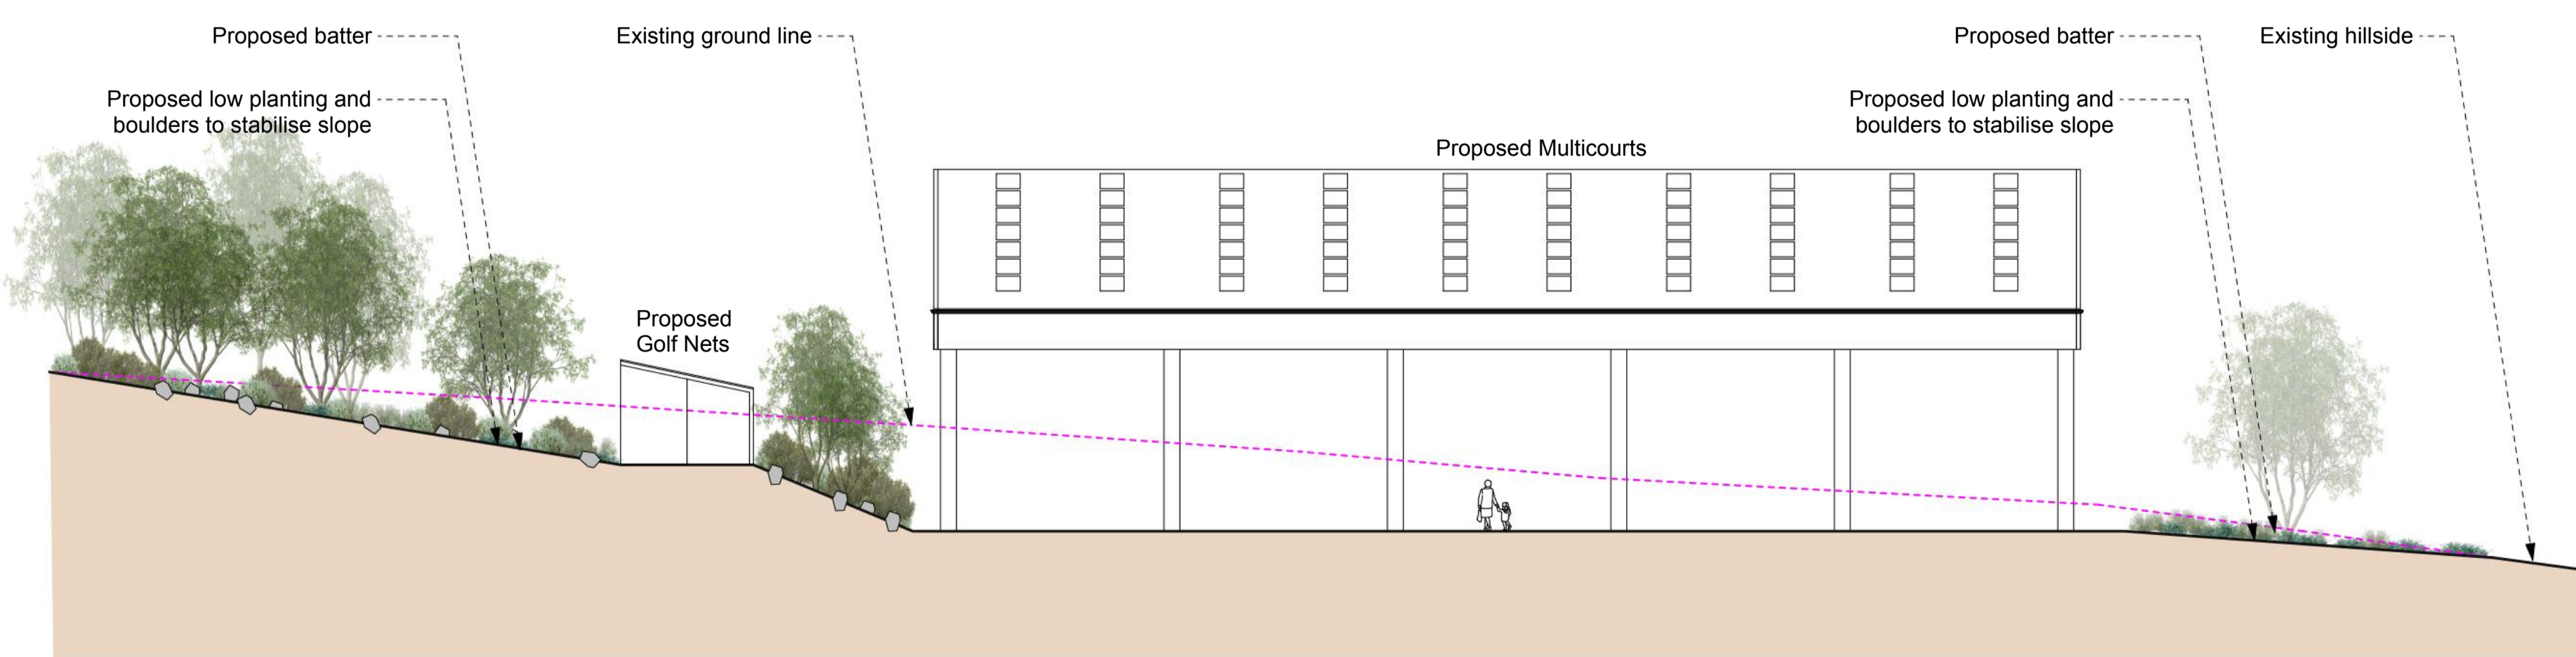 Proposed batter
Existing ground line
Proposed batter
Existing hillside
Proposed low planting and
boulders to stabilise slope
Proposed low planting and
boulders to stabilise slope
Proposed Multicourts
Proposed
Golf Nets